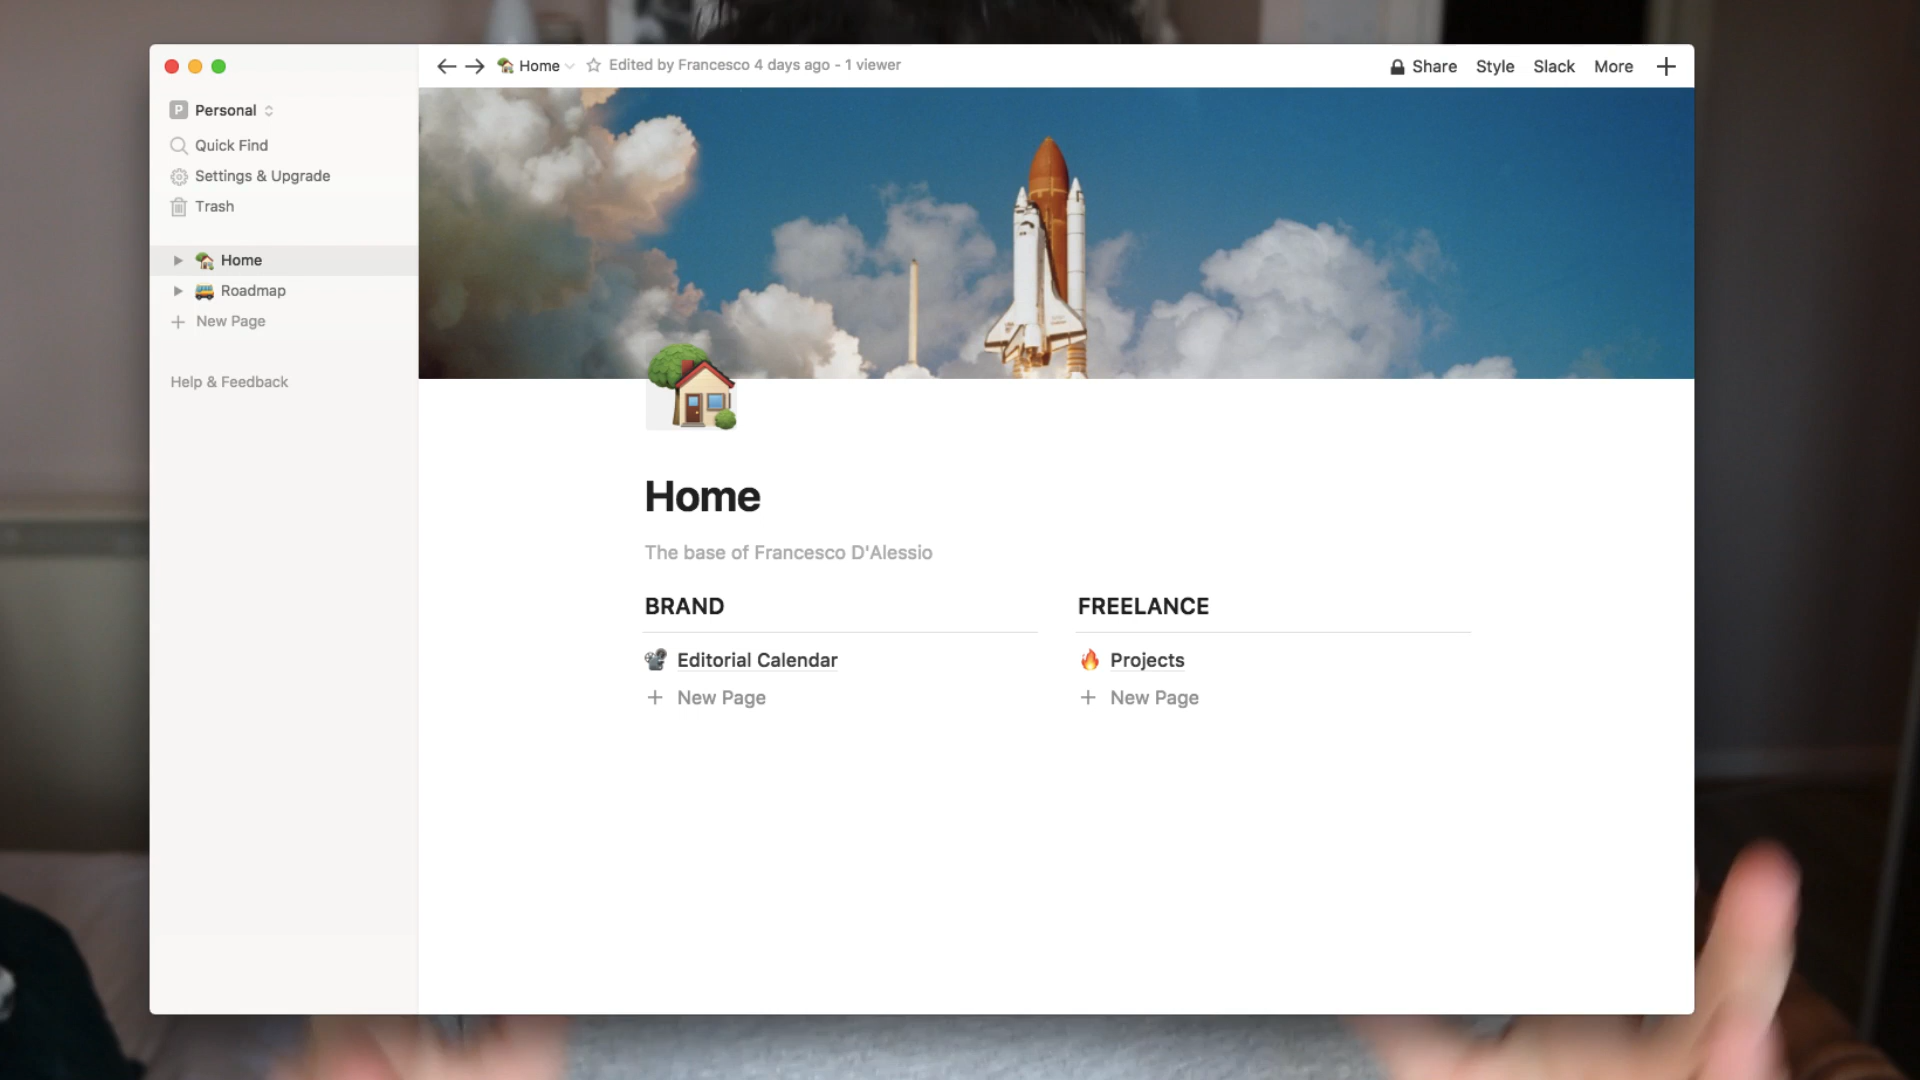 Home
Edited by Francesco 4 days ago - 1 viewer
Share
Style
Slack
More
P
Personal
Quick Find
Settings & Upgrade
Trash
Home
Roadmap
New Page
Help & Feedback
Home
The base of Francesco D'Alessio
BRAND
Editorial Calendar
New Page
FREELANCE
Projects
New Page